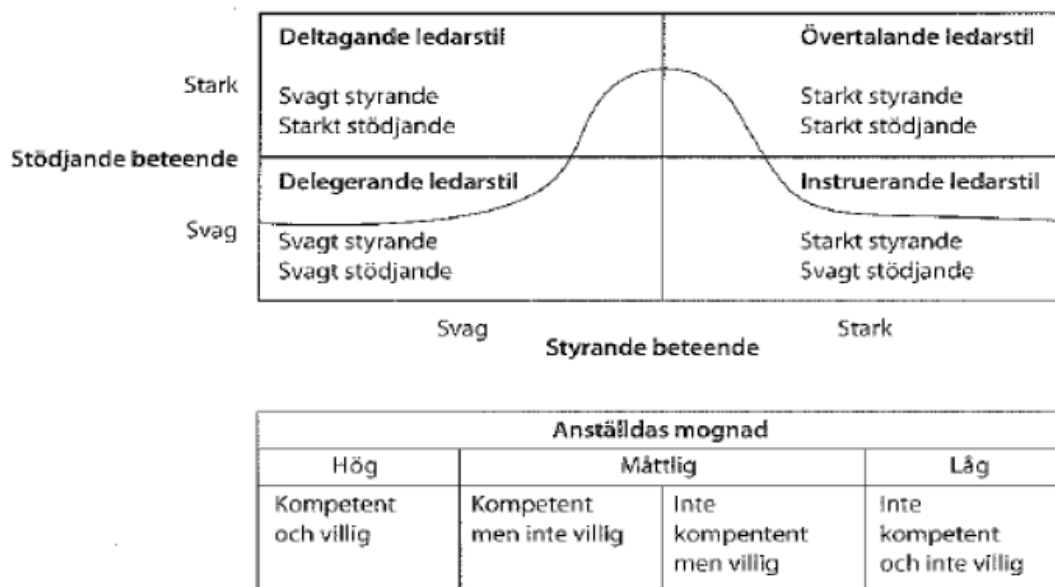 Deltagande ledarstil
Övertalande ledarstil
Stark
Svagt styrande
Starkt stödjande
Starkt styrande
Starkt stödjande
Stödjande beteende
Delegerande ledarstil
Instruerande ledarstil
Svag
Svagt styrande
Svagt stödjande
Starkt styrande
Svagt stödjande
Svag
Stark
Styrande beteende
Anställdas mognad
Hög
Måttlig
Låg
Kompetent
och villig
Kompetent
men inte villig
Inte
kompentent
men villig
Inte
kompetent
och inte villig